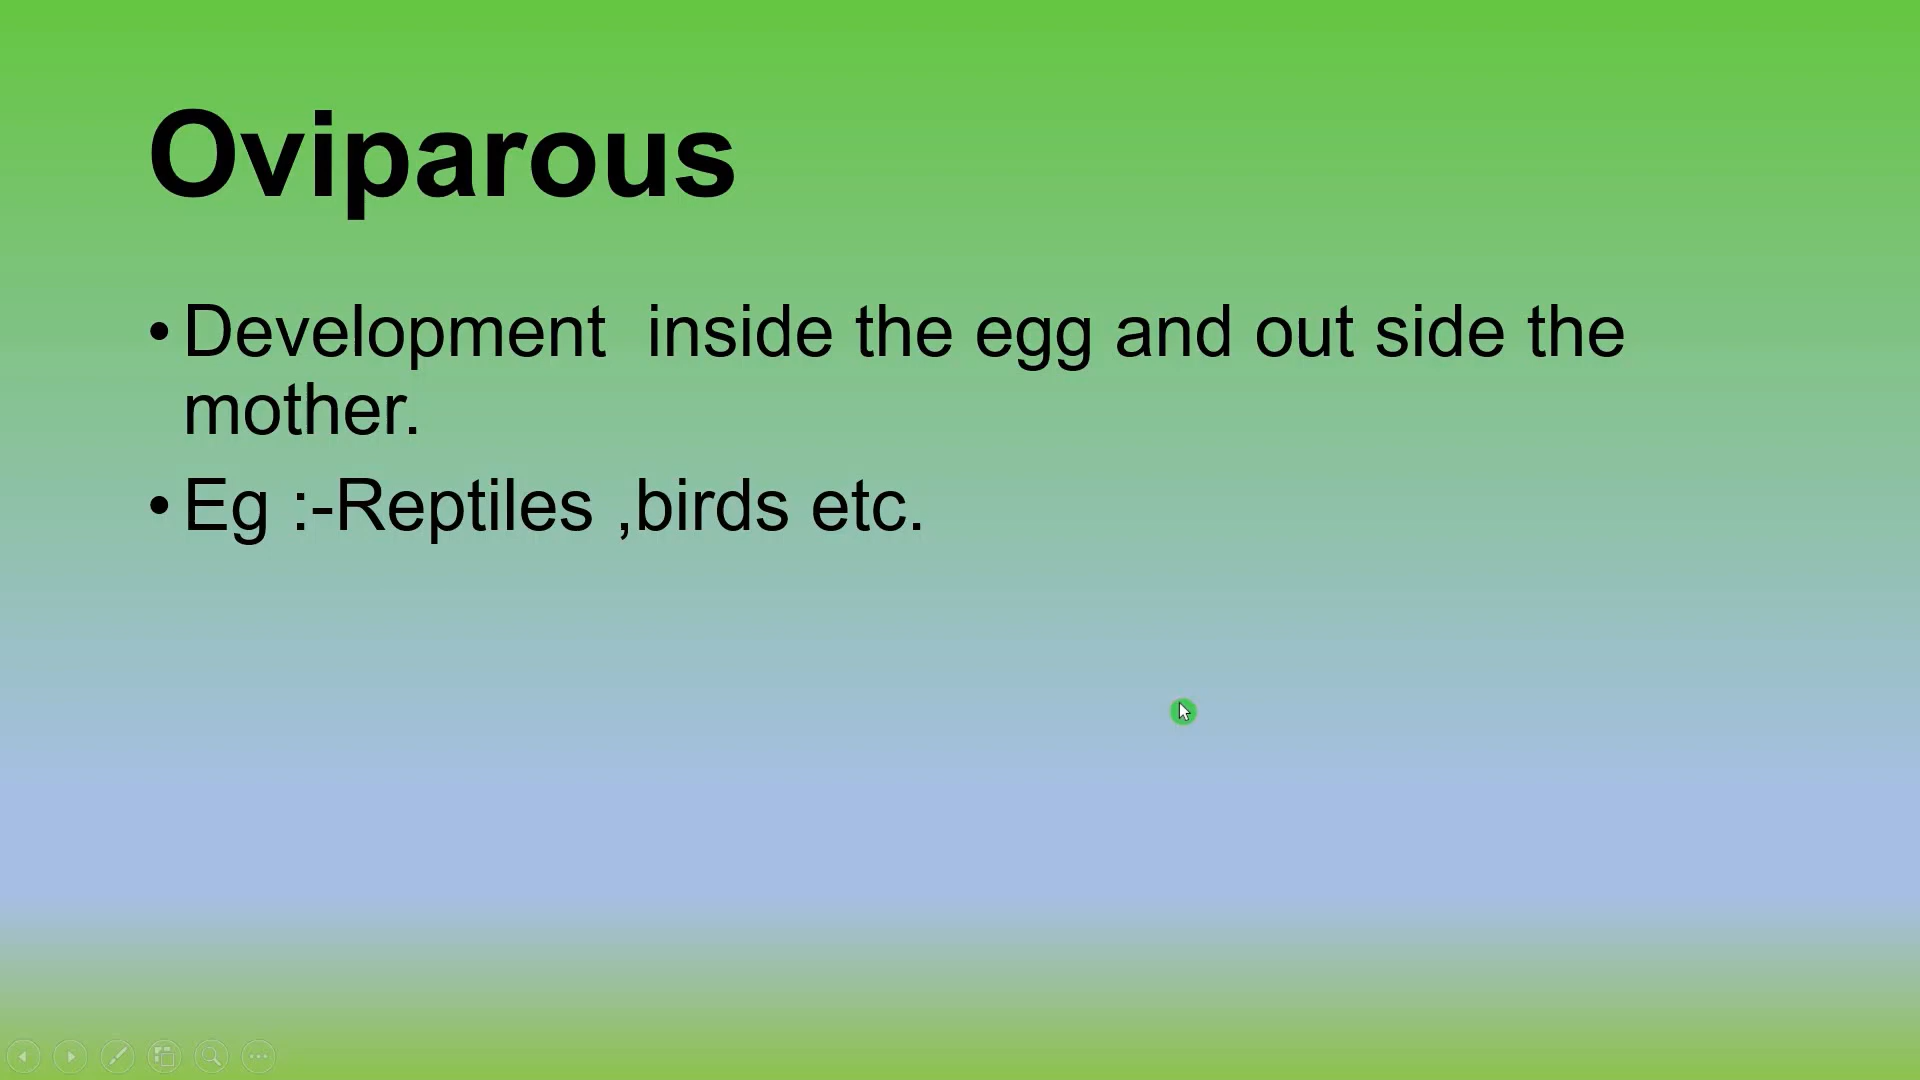 Oviparous
• Development  inside the egg and out side the
mother.
• Eg :-Reptiles ,birds etc.